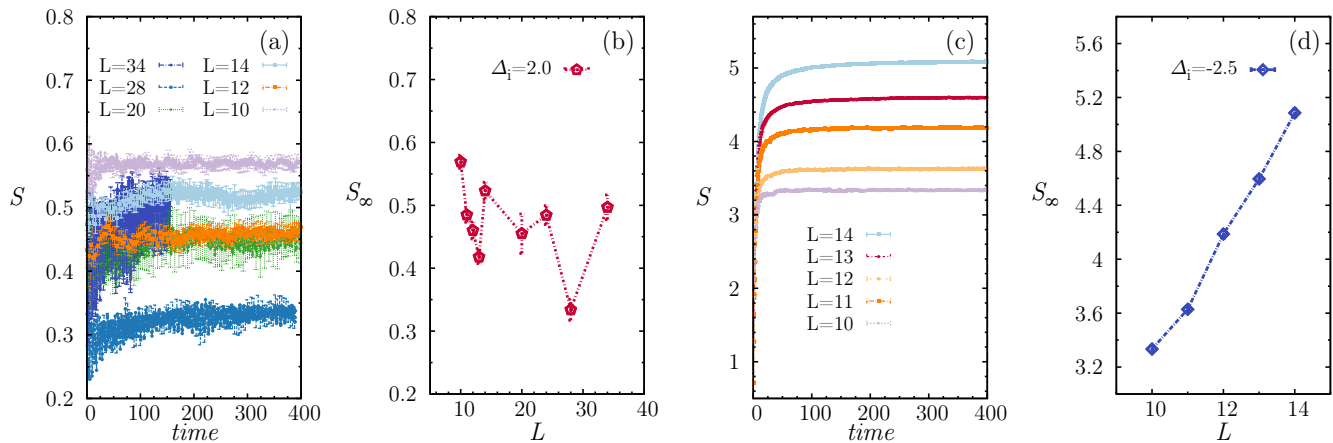 (a)
L=34
L=28
L=20
L=14
L=12
L=10
S
0.8
0.7
0.6
0.5
0.4
0.3
0.2
0
100
200
300
400
time
(b)
Δi=2.0
S∞
0.8
0.7
0.6
0.5
0.4
0.3
0.2
10
20
30
40
L
(c)
S
5
4
3
2
1
L=14
L=13
L=12
L=11
L=10
0
100
200
300
400
time
(d)
Δi=-2.5
S∞
5.6
5.2
4.8
4.4
4
3.6
3.2
10
12
14
L